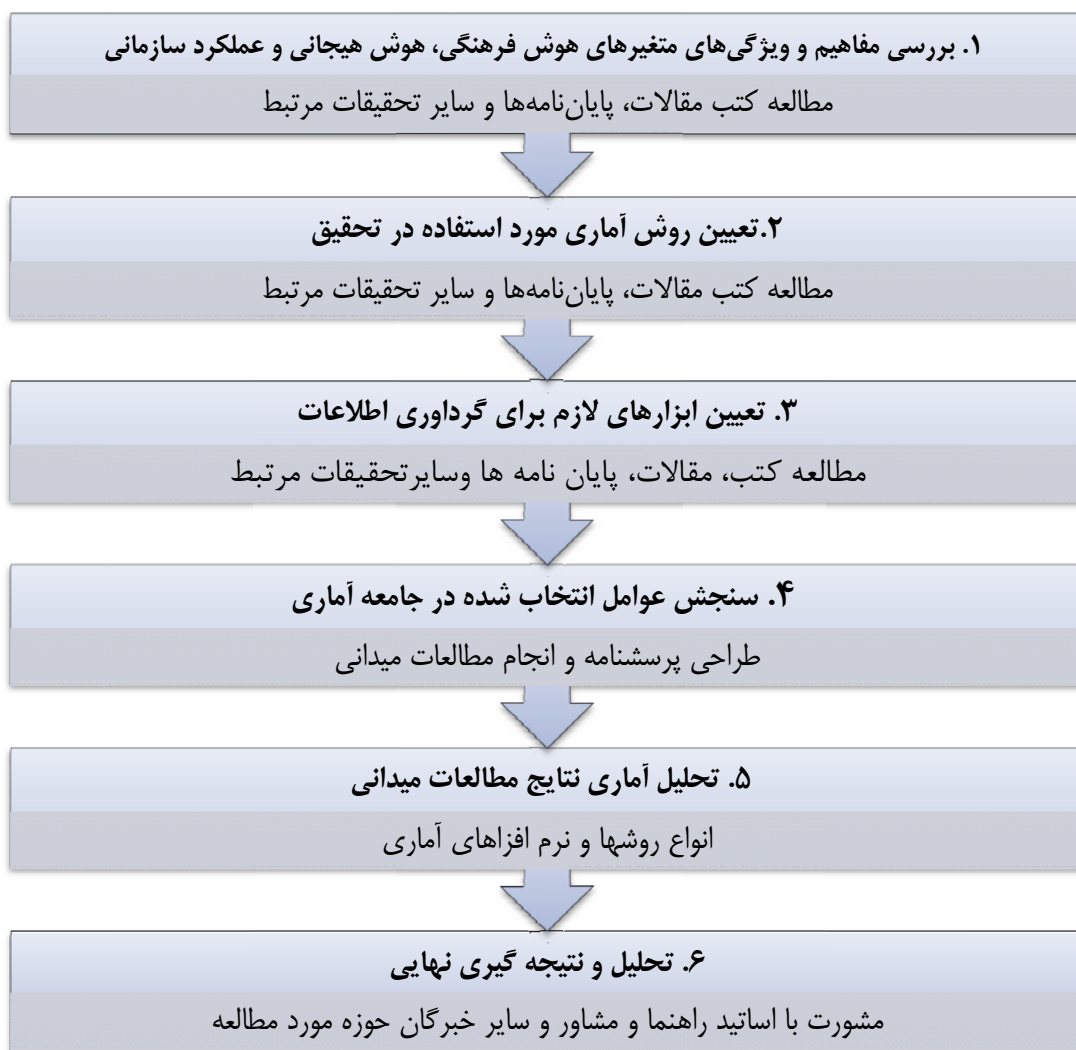 ۱. بررسی مفاهیم و ویژگی‌های متغیرهای هوش فرهنگی، هوش هیجانی و عملکرد سازمانی
مطالعه کتب مقالات، پایان‌نامه‌ها و سایر تحقیقات مرتبط
۲.تعیین روش آماری مورد استفاده در تحقیق
مطالعه کتب مقالات، پایان‌نامه‌ها و سایر تحقیقات مرتبط
۳. تعیین ابزارهای لازم برای گرداوری اطلاعات
مطالعه کتب، مقالات، پایان نامه ها وسایرتحقیقات مرتبط
۴. سنجش عوامل انتخاب شده در جامعه آماری
طراحی پرسشنامه و انجام مطالعات میدانی
۵. تحلیل آماری نتایج مطالعات میدانی
انواع روشها و نرم افزاهای آماری
۶. تحلیل و نتیجه گیری نهایی
مشورت با اساتید راهنما و مشاور و سایر خبرگان حوزه مورد مطالعه